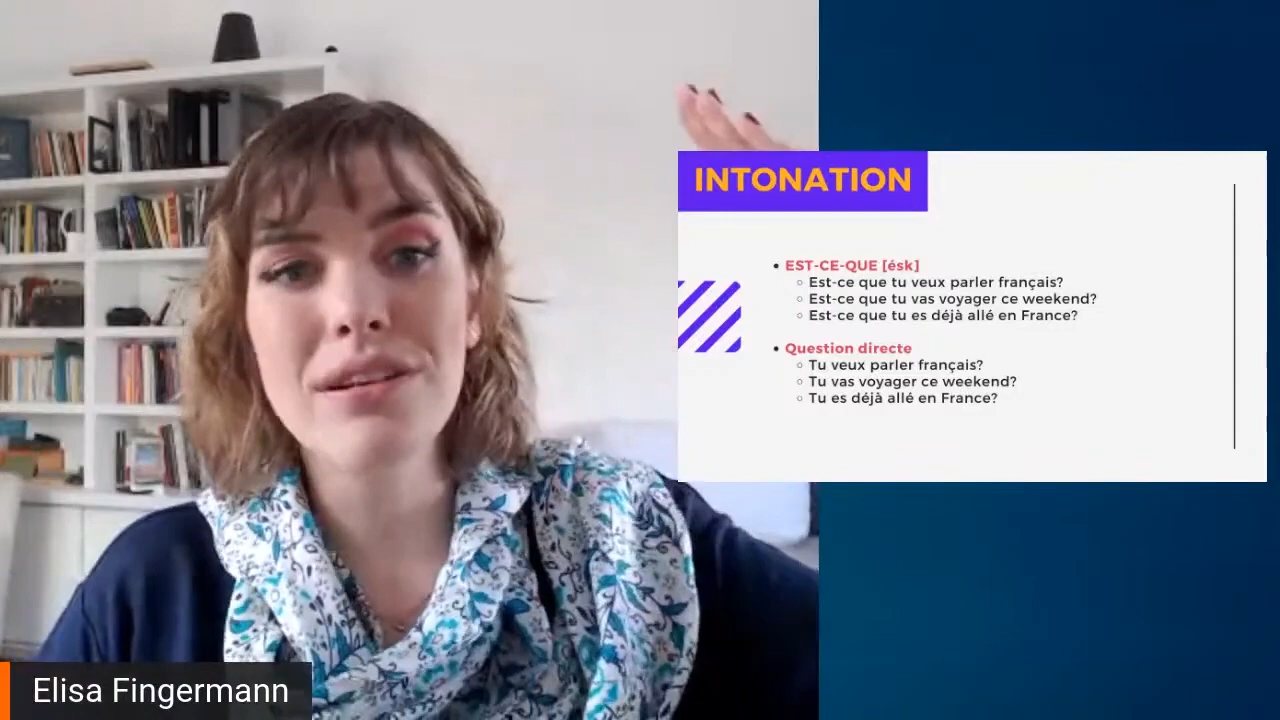 INTONATION
EST-CE-QUE [ésk]
Est-ce que tu veux parler français?
Est-ce que tu vas voyager ce weekend?
Est-ce que tu es déjà allé en France?
Question directe
Tu veux parler français?
Tu vas voyager ce weekend?
Tu es déjà allé en France?
Elisa Fingermann